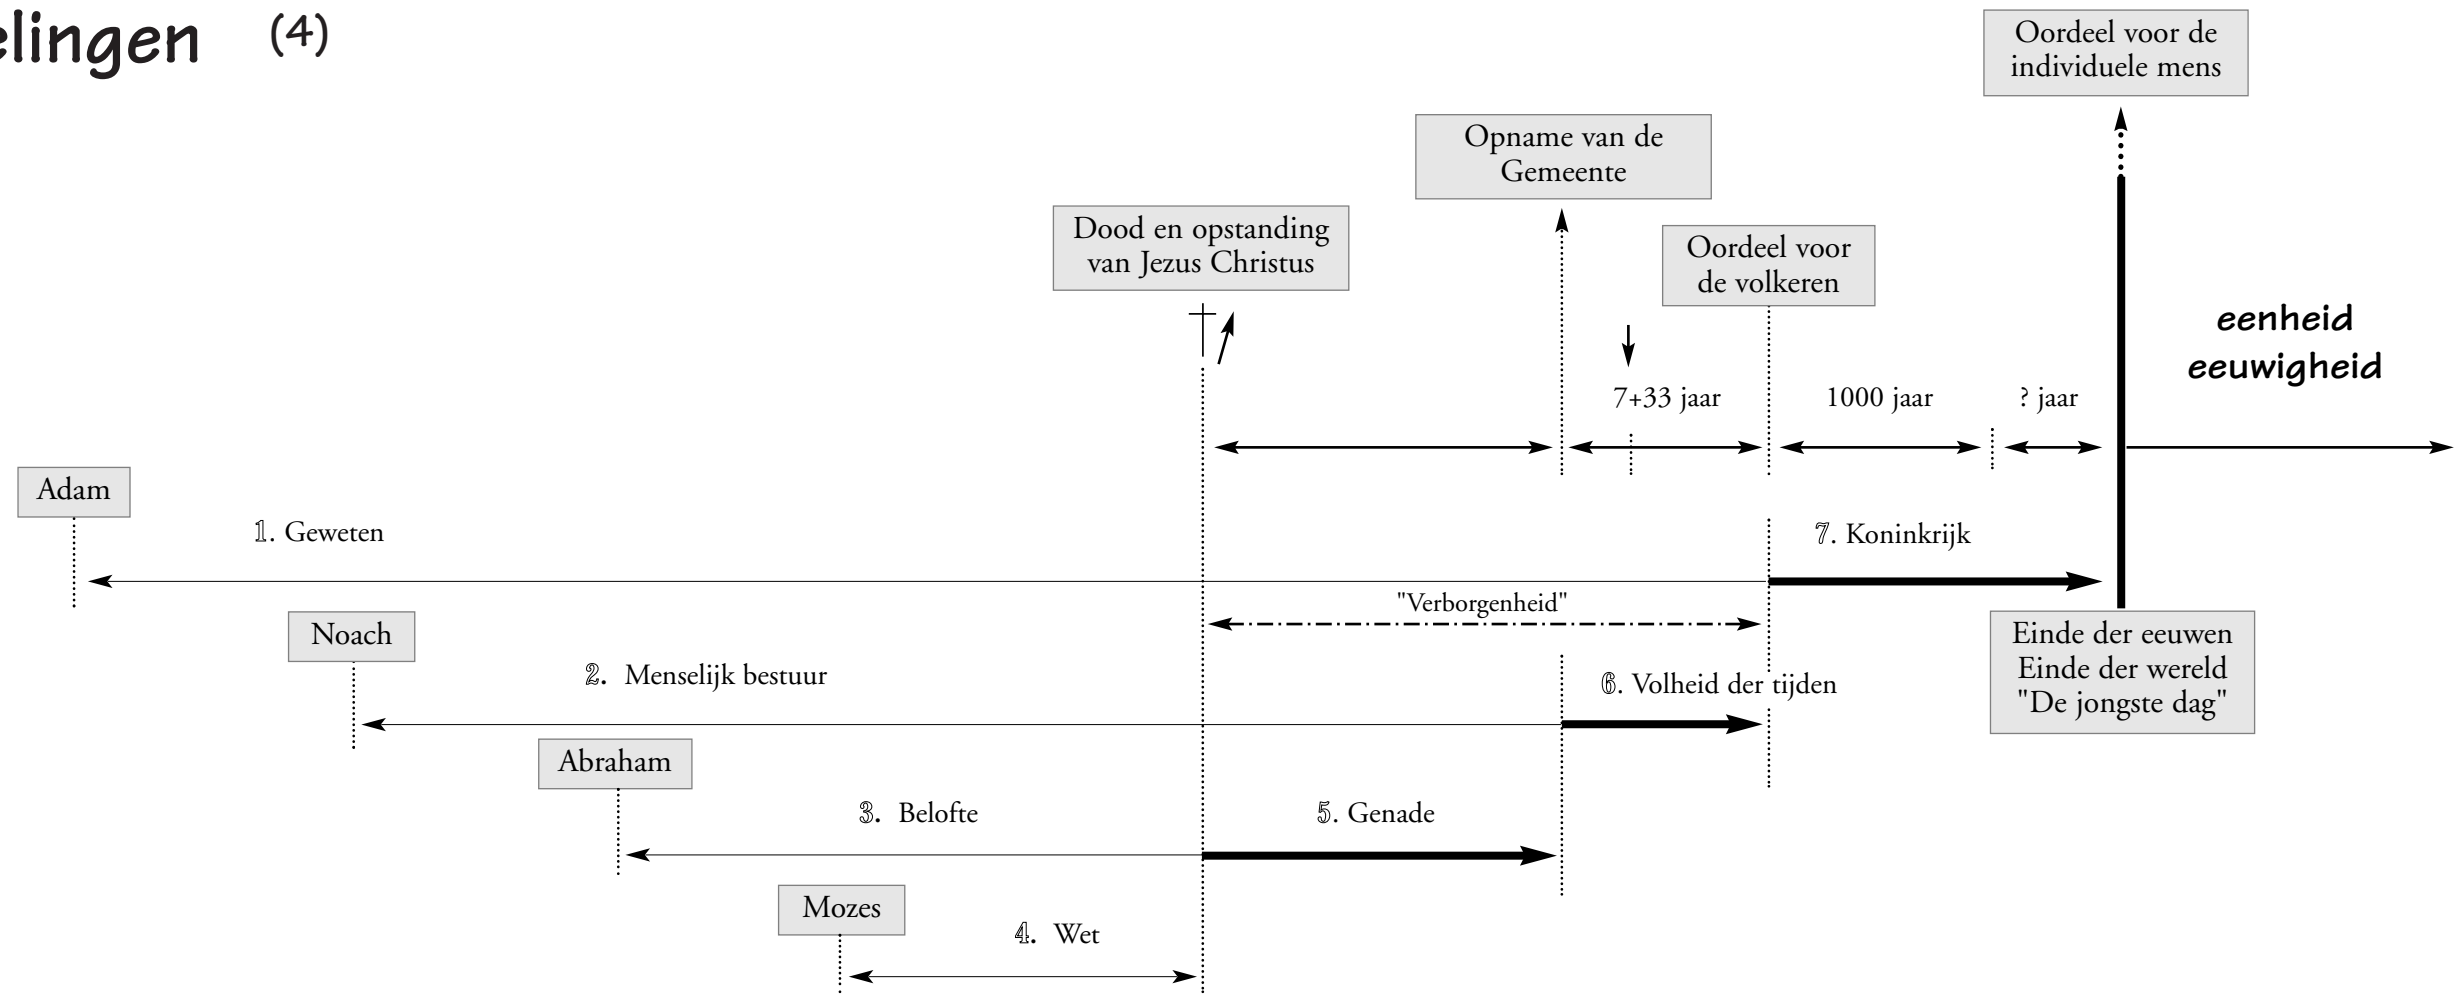 elingen (4)
Oordeel voor de
individuele mens
Opname van de
Gemeente
Dood en opstanding
van Jezus Christus
Oordeel voor
de volkeren
eenheid
eeuwigheid
7+33 jaar
1000 jaar
? jaar
Adam
1. Geweten
7. Koninkrijk
"Verborgenheid"
Noach
2. Menselijk bestuur
6. Volheid der tijden
Einde der eeuwen
Einde der wereld
"De jongste dag"
Abraham
3. Belofte
5. Genade
Mozes
4. Wet